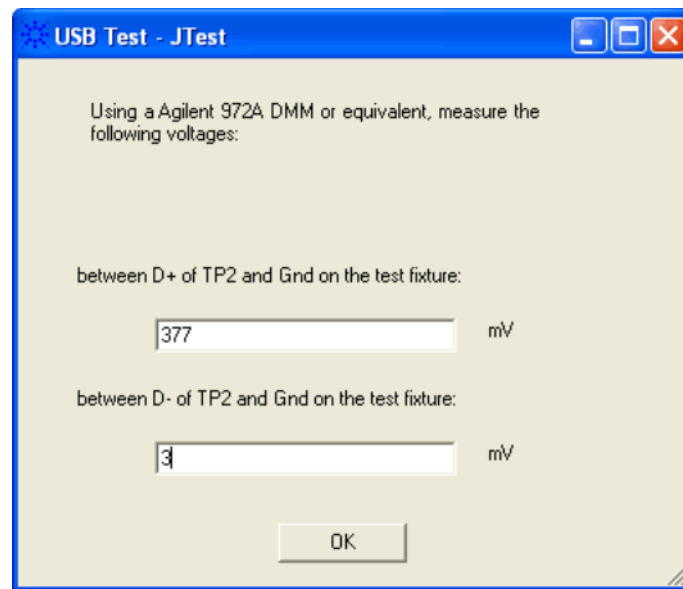 USB Test - JTest
Using a Agilent 972A DMM or equivalent, measure the
following voltages:
between D+ of TP2 and Gnd on the test fixture:
377 mV
between D- of TP2 and Gnd on the test fixture:
3 mV
OK